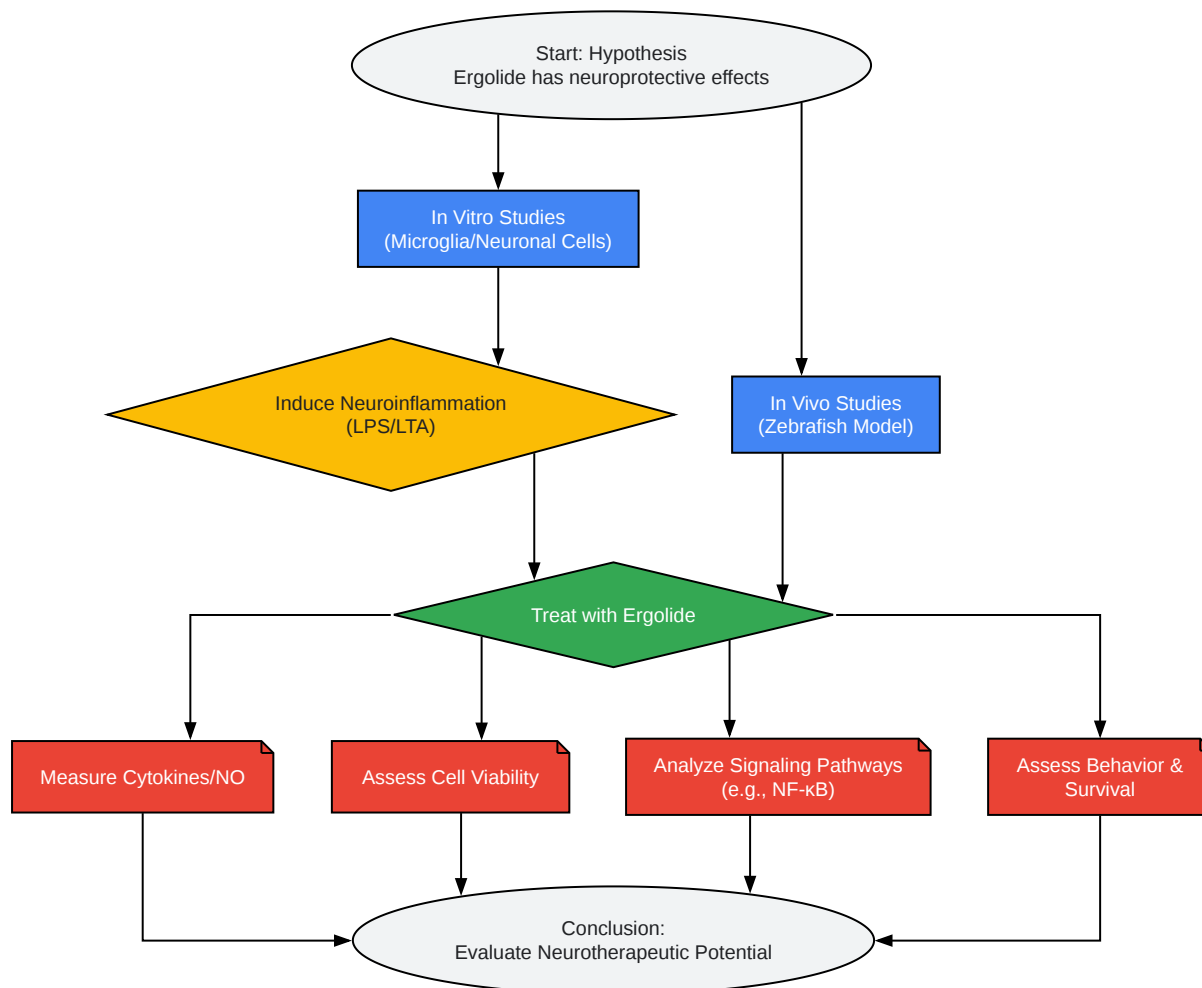 Start: Hypothesis
Ergolide has neuroprotective effects
In Vitro Studies
(Microglia/Neuronal Cells)
Induce Neuroinflammation
(LPS/LTA)
In Vivo Studies
(Zebrafish Model)
Treat with Ergolide
Measure Cytokines/NO
Assess Cell Viability
Analyze Signaling Pathways
(e.g., NF-κB)
Assess Behavior &
Survival
Conclusion:
Evaluate Neurotherapeutic Potential